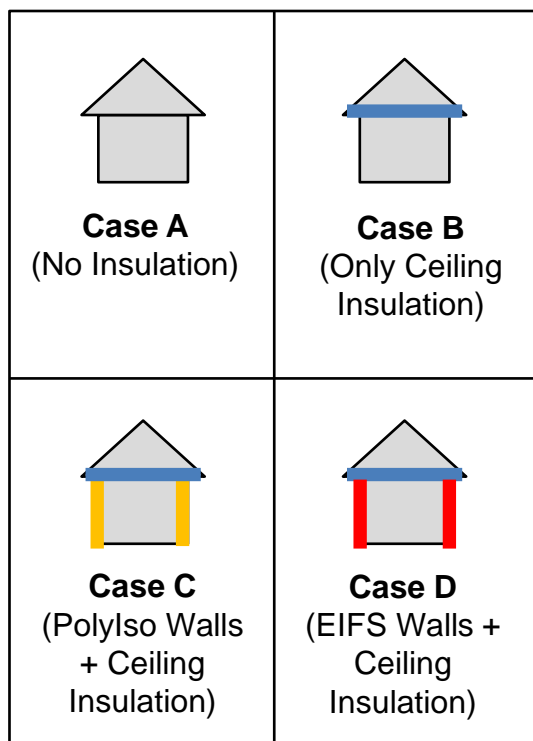 Case A
(No Insulation)
Case B
(Only Ceiling
Insulation)
Case C
(PolyIso Walls
+ Ceiling
Insulation)
Case D
(EIFS Walls +
Ceiling
Insulation)